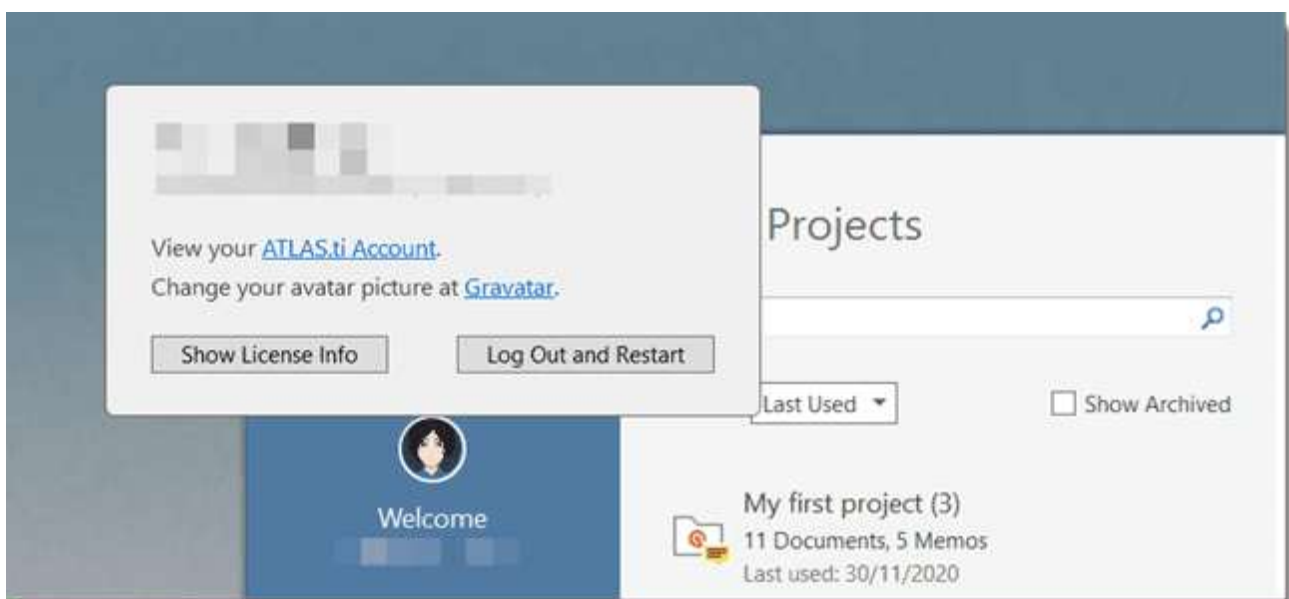 View your ATLAS.ti Account.
Change your avatar picture at Gravatar.
Show License Info
Log Out and Restart
Welcome
Projects
Last Used
Show Archived
My first project (3)
11 Documents, 5 Memos
Last used: 30/11/2020